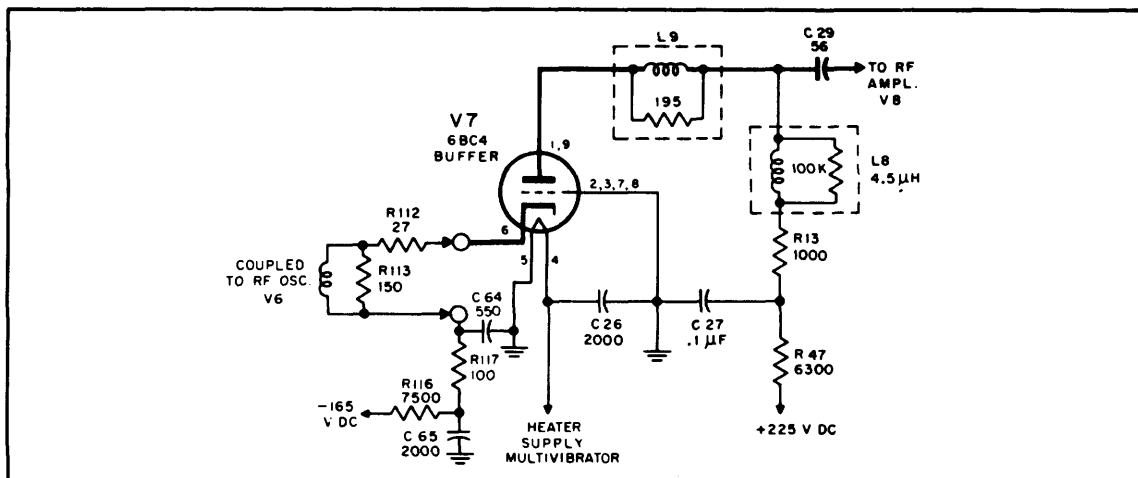 L9
195
C 29
56
TO RF
AMPL.
V8
V7
6BC4
BUFFER
1,9
2,3,7,8
6
5
4
100K
L8
4.5 μH
R112
27
COUPLED
TO RF OSC.
V6
R113
150
C 64
550
R13
1000
C 26
2000
C 27
.1 μF
R117
100
R 47
6300
R116
7500
-165
V DC
C 65
2000
HEATER
SUPPLY
MULTIVIBRATOR
+225 V DC